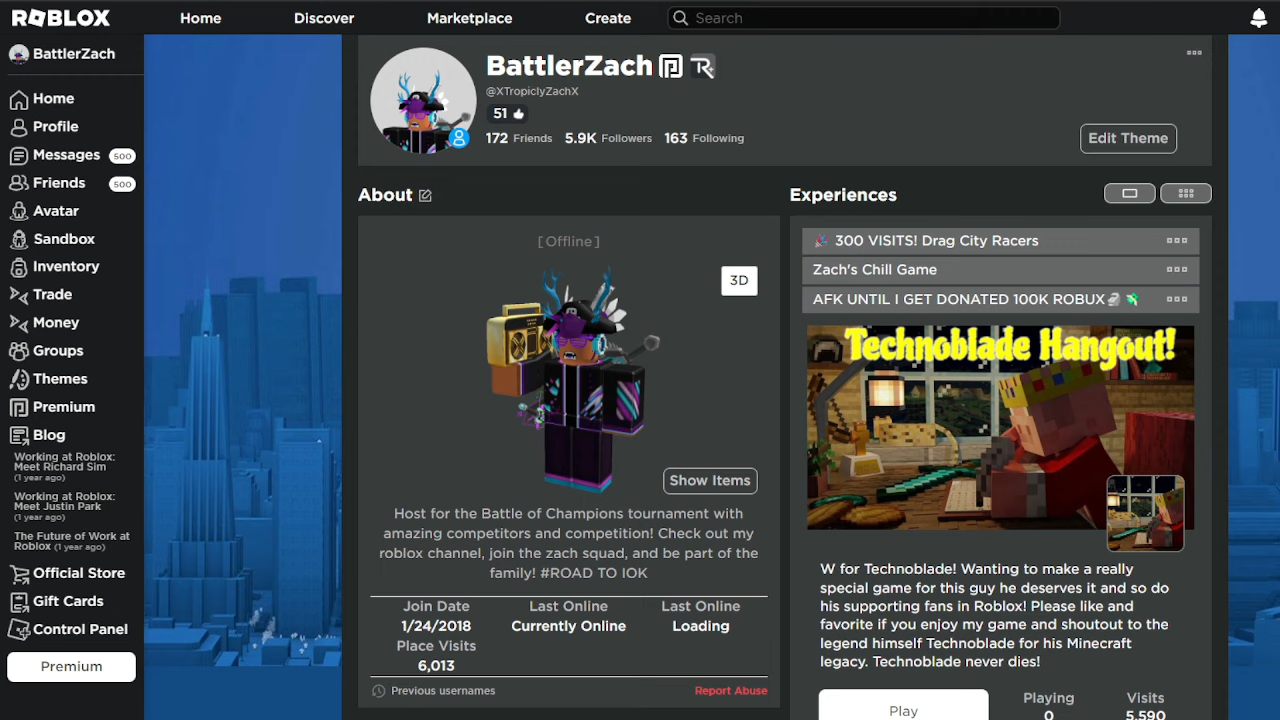 ROBLOX
Home
Discover
Marketplace
Create
Search
BattlerZach
Home
Profile
Messages
500
Friends
500
Avatar
Sandbox
Inventory
Trade
Money
Groups
Themes
Premium
Blog
Working at Roblox:
Meet Richard Sim
(1 year ago)
Working at Roblox:
Meet Justin Park
(1 year ago)
The Future of Work at
Roblox (1 year ago)
Official Store
Gift Cards
Control Panel
Premium
BattlerZach
@XTropiclyZachX
51
172 Friends 5.9K Followers 163 Following
Edit Theme
About
[ Offline ]
3D
Show Items
Host for the Battle of Champions tournament with
amazing competitors and competition! Check out my
roblox channel, join the zach squad, and be part of the
family! #ROAD TO 10K
Join Date
1/24/2018
Last Online
Currently Online
Last Online
Loading
Place Visits
6,013
Previous usernames
Report Abuse
Experiences
🎉 300 VISITS! Drag City Racers
Zach's Chill Game
AFK UNTIL I GET DONATED 100K ROBUX
Technoblade Hangout!
W for Technoblade! Wanting to make a really
special game for this guy he deserves it and so do
his supporting fans in Roblox! Please like and
favorite if you enjoy my game and shoutout to the
legend himself Technoblade for his Minecraft
legacy. Technoblade never dies!
Play
Playing
0
Visits
5,590